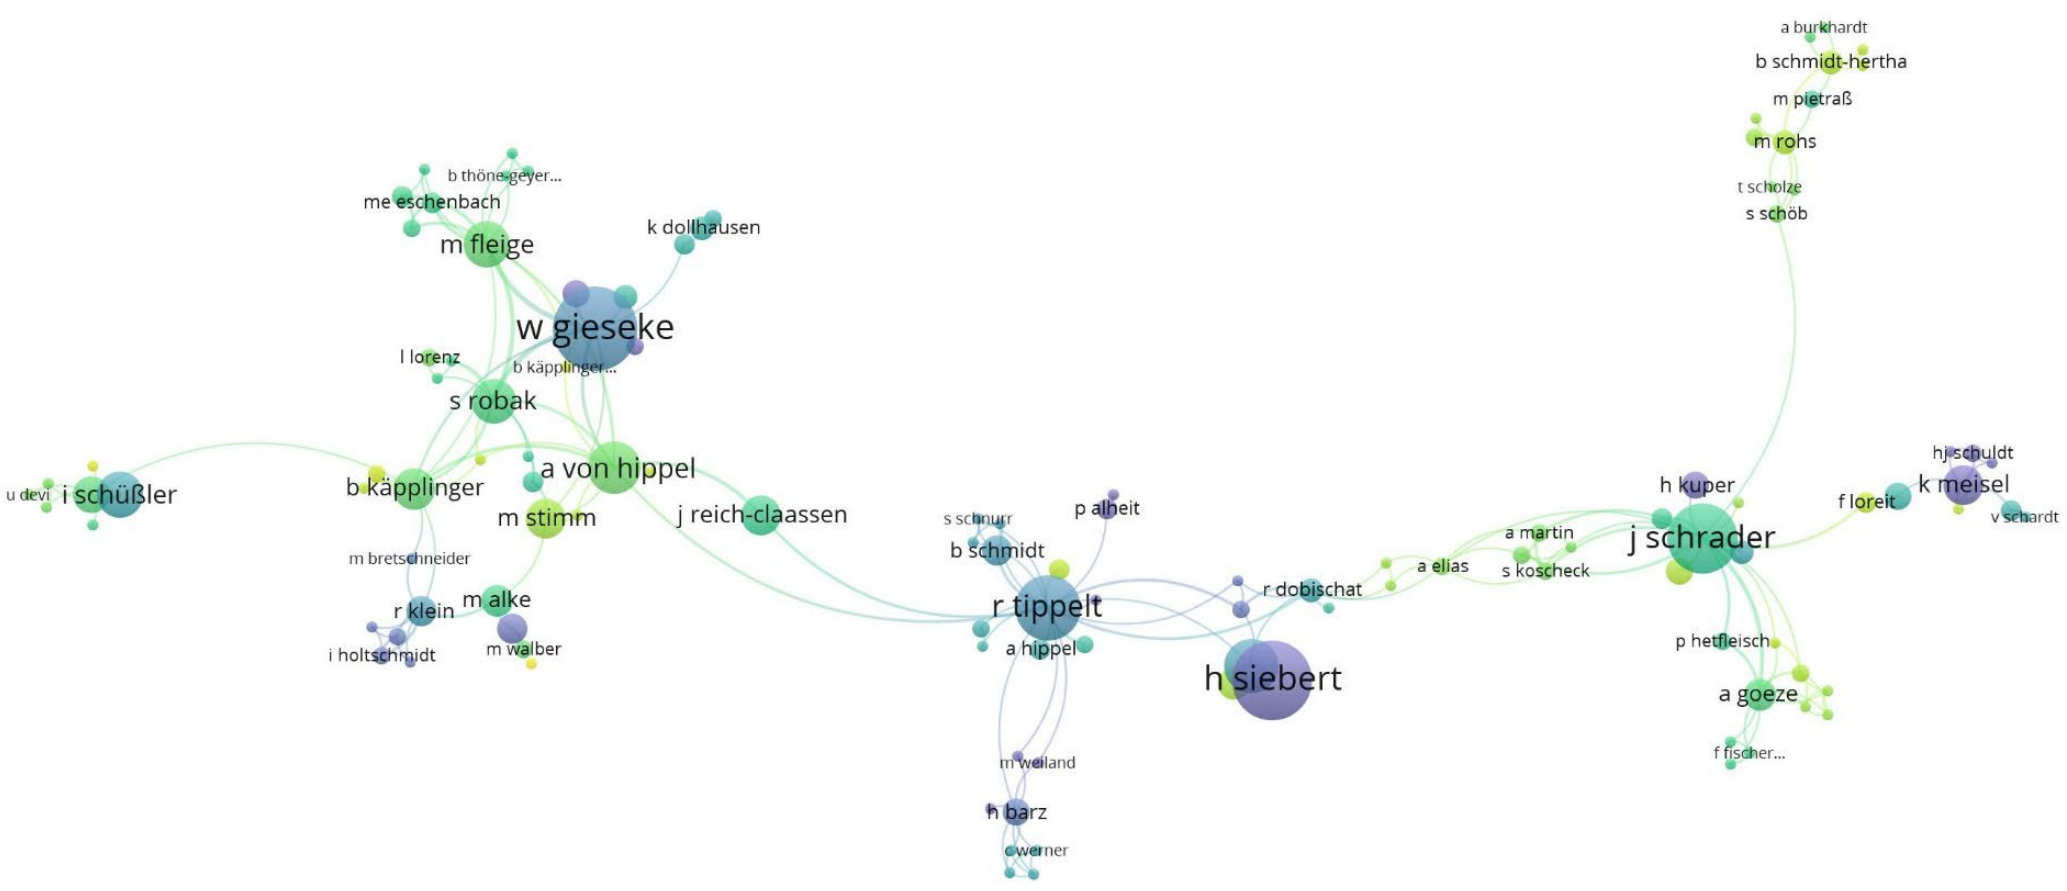 a burkhardt
b schmidt-hertha
m pietraß
m rohs
b thöne-geyer...
t scholze
me eschenbach
s schöb
k dollhausen
m fleige
w gieseke
l lorenz
b käpplinger...
s robak
hj schuldt
a von hippel
b käpplinger
h kuper
k meisel
u devi
i schüßler
f loreit
p alheit
j reich-claassen
m stimm
s schnurr
v schardt
a martin
j schrader
b schmidt
m bretschneider
a elias
s koscheck
r dobischat
m alke
r tippelt
r klein
p hetfleisch
a hippel
m walber
i holtschmidt
h siebert
a goeze
f fischer...
m weiland
h barz
c werner